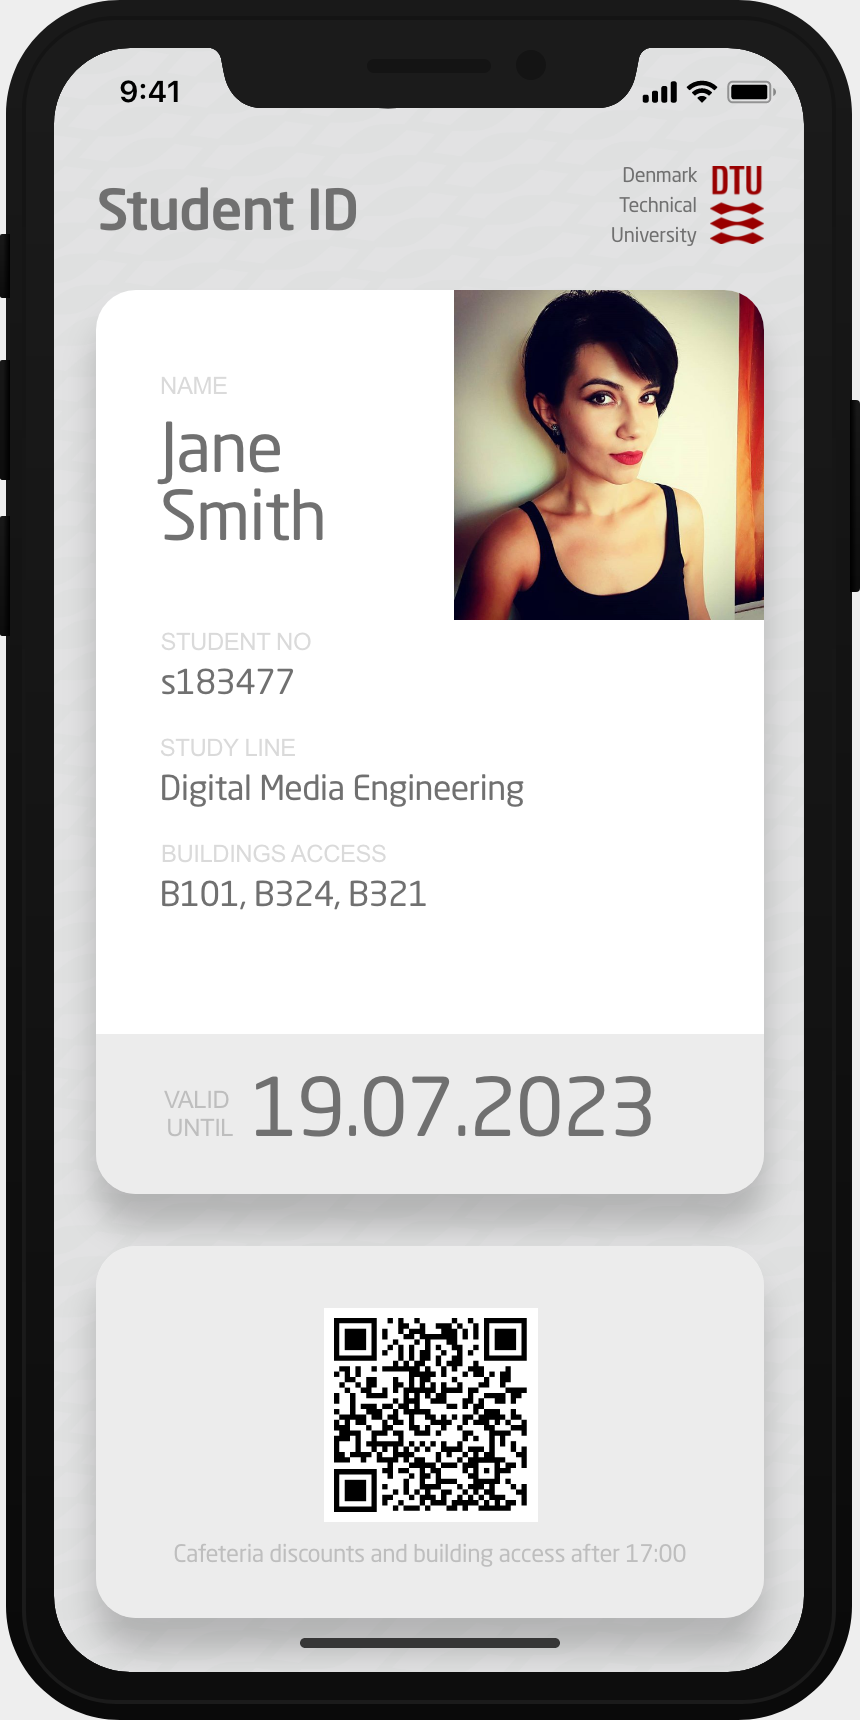 9:41
Student ID
Denmark
Technical
University
DTU
NAME
Jane
Smith
STUDENT NO
s183477
STUDY LINE
Digital Media Engineering
BUILDINGS ACCESS
B101, B324, B321
VALID
UNTIL
19.07.2023
Cafeteria discounts and building access after 17:00